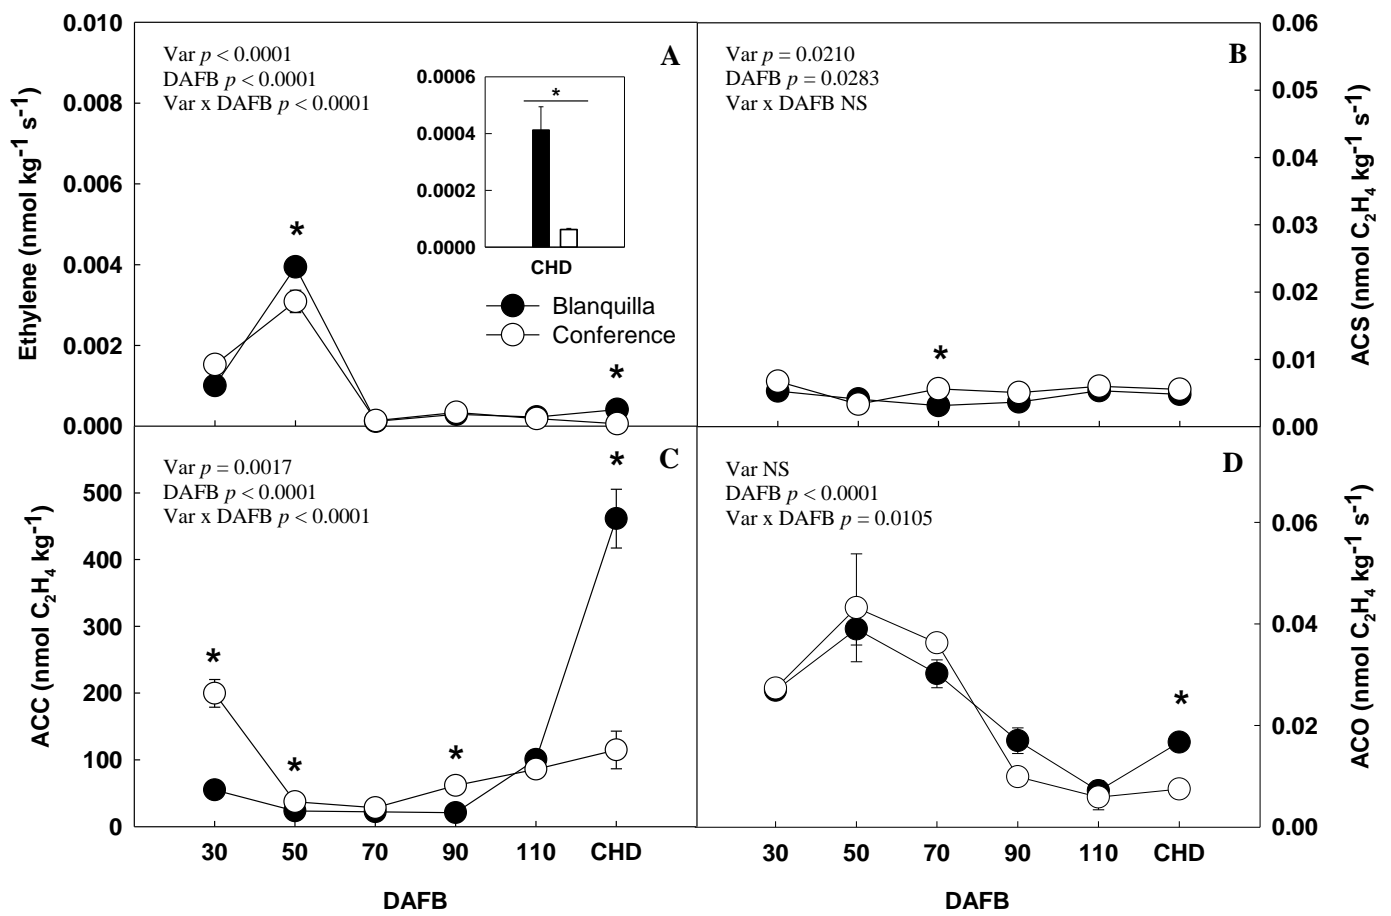 Ethylene (nmol kg⁻¹ s⁻¹)
0.010
0.008
0.006
0.004
0.002
0.000
Var p < 0.0001
DAFB p < 0.0001
Var x DAFB p < 0.0001
A
*
*
0.0006
0.0004
0.0002
0.0000
*
CHD
Blanquilla
Conference
B
Var p = 0.0210
DAFB p = 0.0283
Var x DAFB NS
*
0.06
0.05
0.04
0.03
0.02
0.01
0.00
ACS (nmol C₂H₄ kg⁻¹ s⁻¹)
ACC (nmol C₂H₄ kg⁻¹)
500
400
300
200
100
0
Var p = 0.0017
DAFB p < 0.0001
Var x DAFB p < 0.0001
C
*
*
*
*
30 50 70 90 110 CHD
DAFB
D
Var NS
DAFB p < 0.0001
Var x DAFB p = 0.0105
*
0.06
0.04
0.02
0.00
ACO (nmol C₂H₄ kg⁻¹ s⁻¹)
30 50 70 90 110 CHD
DAFB